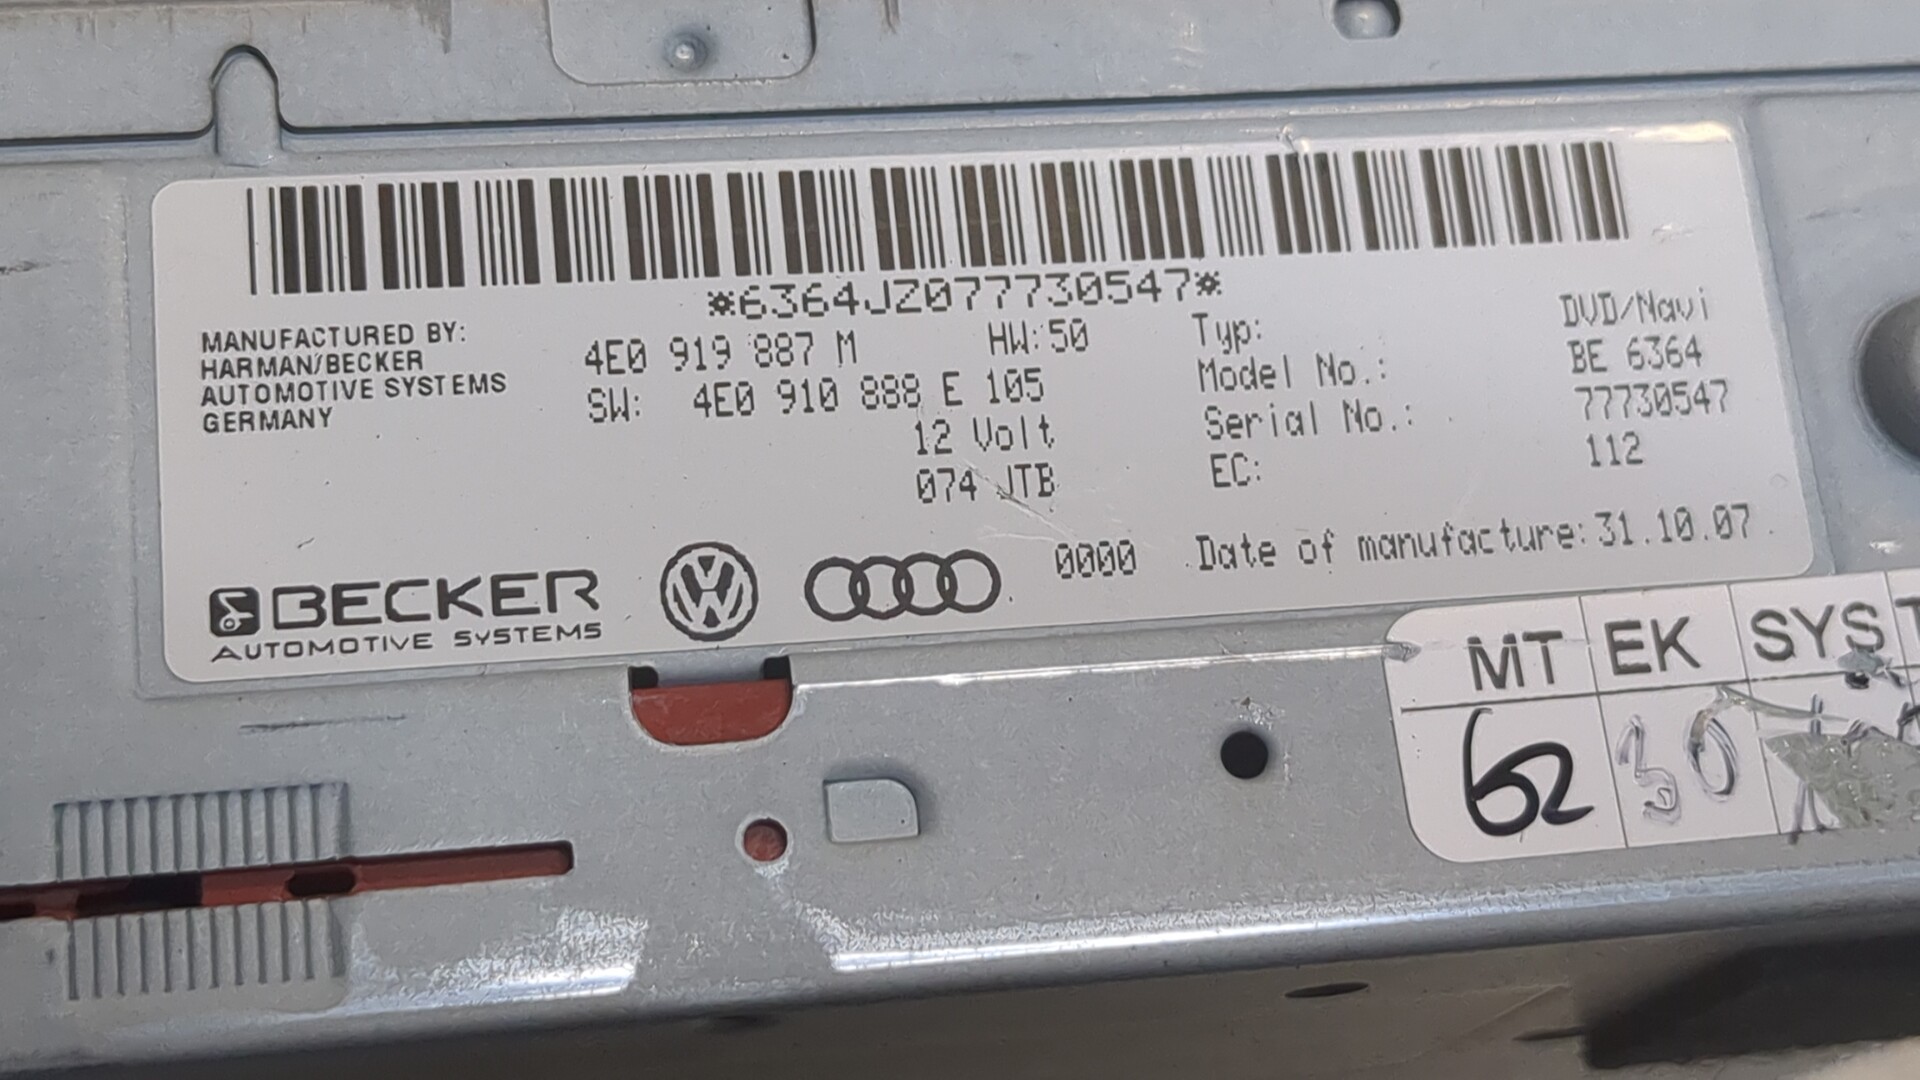 *6364JZ077730547*
MANUFACTURED BY:
HARMAN/BECKER
AUTOMOTIVE SYSTEMS
GERMANY
4E0 919 887 M HW:50
SW: 4E0 910 888 E 105
12 Volt
074 JTB
Typ: DVD/Navi
Model No.: BE 6364
Serial No.: 77730547
EC: 112
BECKER
AUTOMOTIVE SYSTEMS
0000 Date of manufacture: 31.10.07
MT EK SYS
62 30